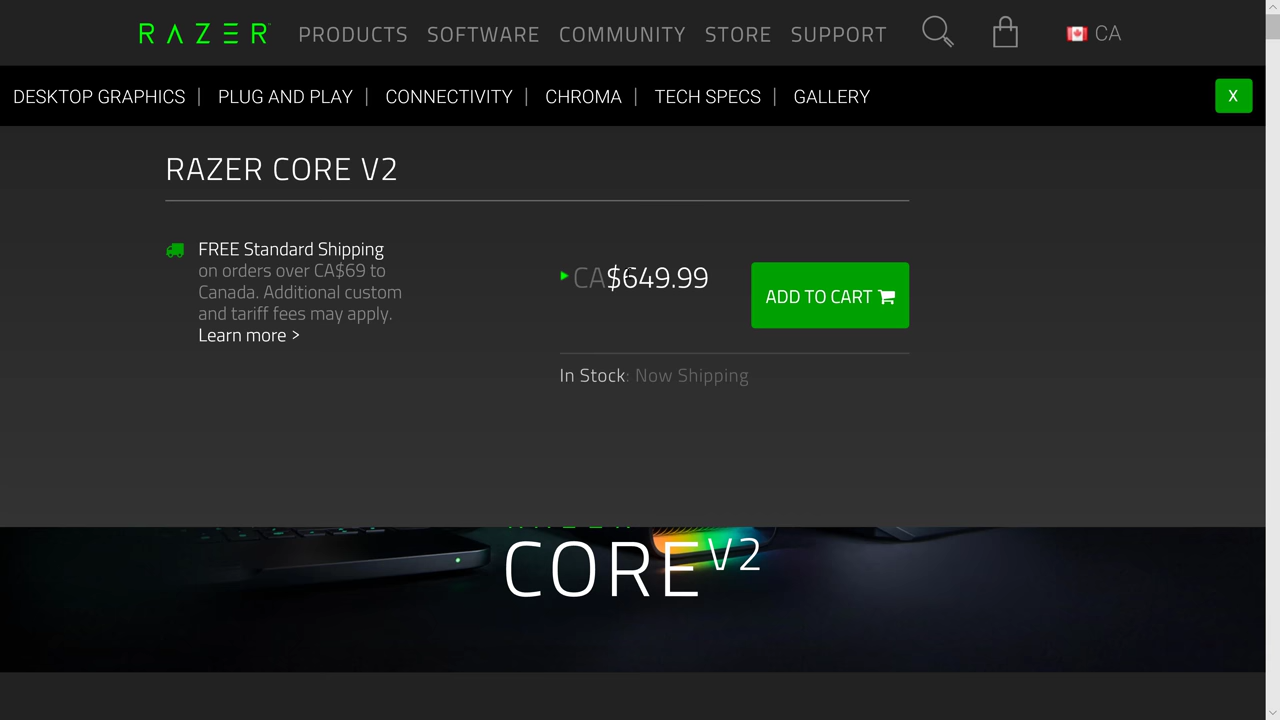 RAZER PRODUCTS SOFTWARE COMMUNITY STORE SUPPORT CA
DESKTOP GRAPHICS | PLUG AND PLAY | CONNECTIVITY | CHROMA | TECH SPECS | GALLERY X
RAZER CORE V2
FREE Standard Shipping
on orders over CA$69 to
Canada. Additional custom
and tariff fees may apply.
Learn more >
CA$649.99
ADD TO CART
In Stock: Now Shipping
CORE V2